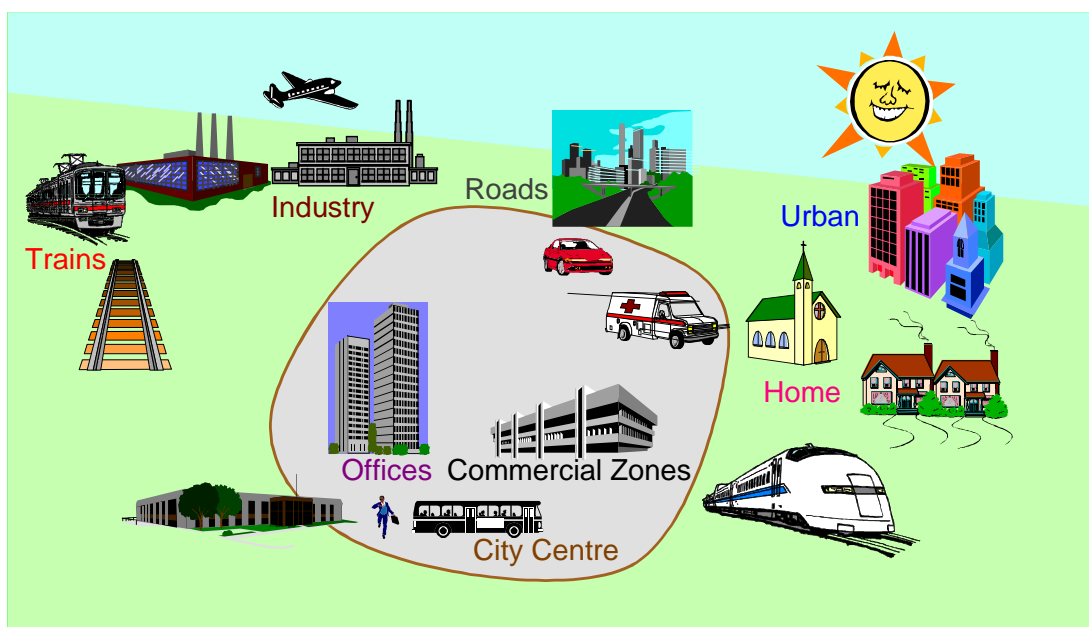 Roads
Industry
Urban
Trains
Home
Offices
Commercial Zones
City Centre